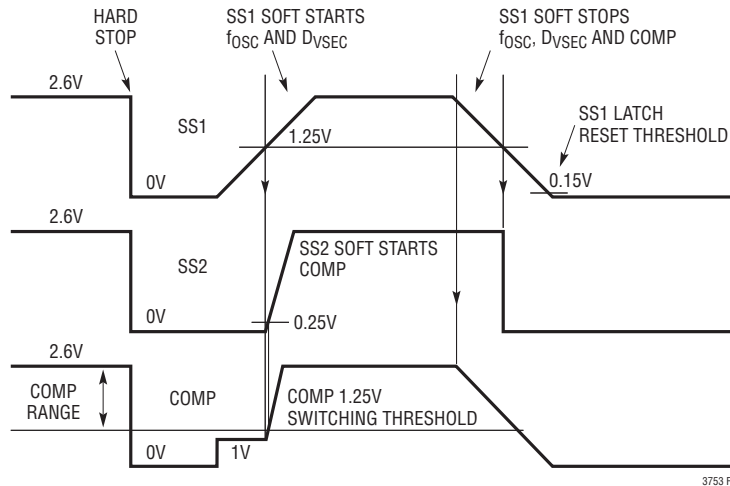 HARD
STOP
SS1 SOFT STARTS
fOSC AND DVSEC
SS1 SOFT STOPS
fOSC, DVSEC AND COMP
2.6V
SS1
1.25V
SS1 LATCH
RESET THRESHOLD
0V
0.15V
2.6V
SS2
SS2 SOFT STARTS
COMP
0V
0.25V
2.6V
COMP
RANGE
COMP
COMP 1.25V
SWITCHING THRESHOLD
0V
1V
3753 F